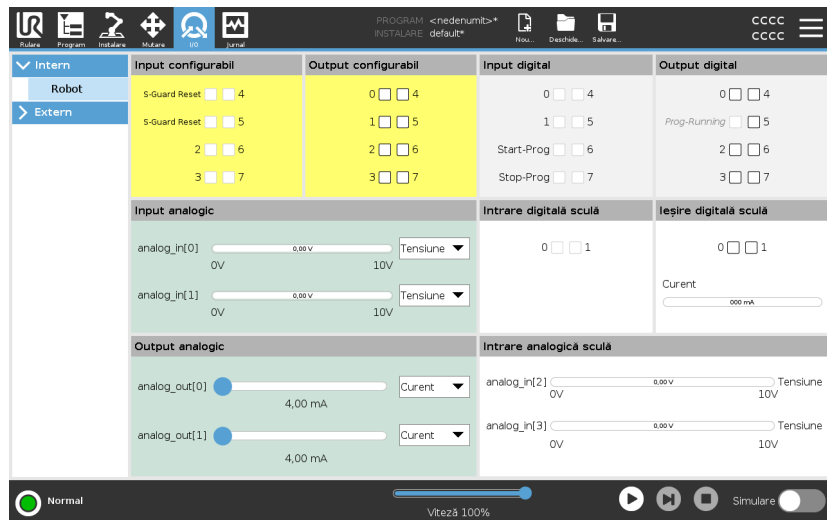 UR
PROGRAM <nedenumit>*
INSTALARE default*
CCCC
CCCC
Rulare Program Instalare Mutare I/O Jurnal Nou... Deschide... Salvare...
Intern
Robot
Extern
Input configurabil
S-Guard Reset 4
S-Guard Reset 5
2 6
3 7
Output configurabil
0 4
1 5
2 6
3 7
Input digital
0 4
1 5
Start-Prog 6
Stop-Prog 7
Output digital
0 4
Prog-Running 5
2 6
3 7
Input analogic
analog_in[0] 0,00 V Tensiune
0V 10V
analog_in[1] 0,00 V Tensiune
0V 10V
Intrare digitală sculă
0 1
Ieșire digitală sculă
0 1
Curent
000 mA
Output analogic
analog_out[0] Curent
4,00 mA
analog_out[1] Curent
4,00 mA
Intrare analogică sculă
analog_in[2] 0,00 V Tensiune
0V 10V
analog_in[3] 0,00 V Tensiune
0V 10V
Normal
Viteză 100%
Simulare